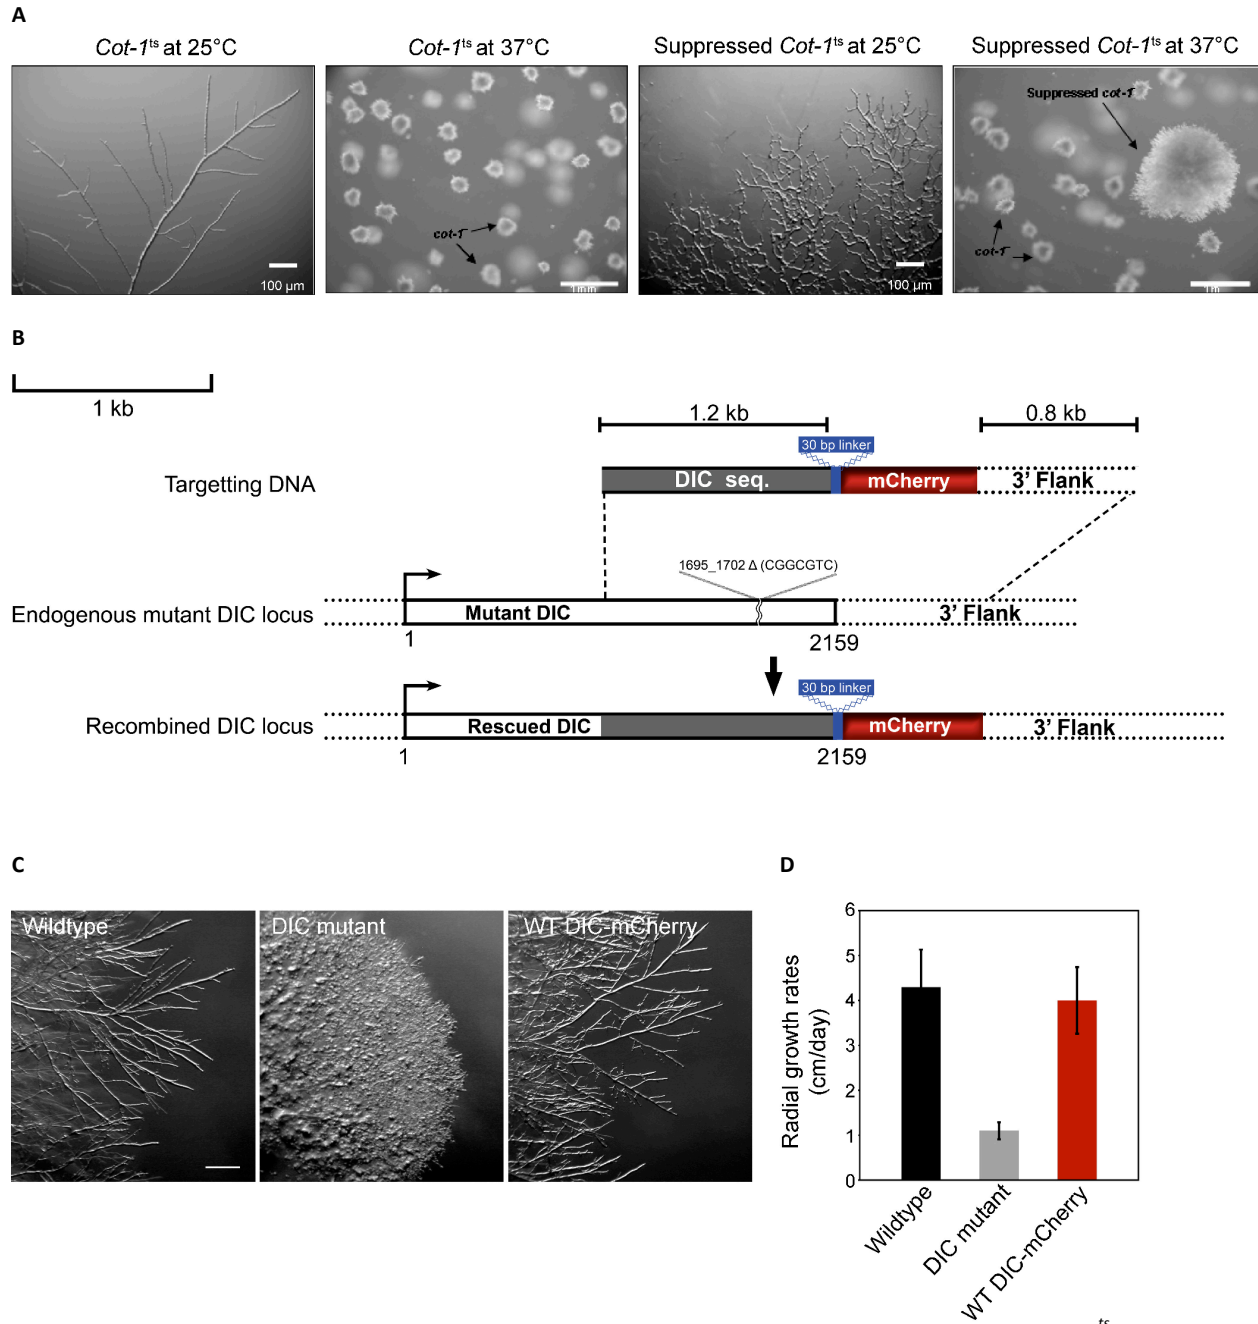 A
Cot-1ts at 25°C
Cot-1ts at 37°C
Suppressed Cot-1ts at 25°C
Suppressed Cot-1ts at 37°C
Suppressed cot-1
cot-1
cot-1
100 µm
1mm
100 µm
1m
B
1 kb
1.2 kb
0.8 kb
30 bp linker
Targetting DNA
DIC seq.
mCherry
3’ Flank
1695_1702 Δ (CGGCGTC)
Endogenous mutant DIC locus
Mutant DIC
3’ Flank
1
2159
30 bp linker
Recombined DIC locus
Rescued DIC
mCherry
3’ Flank
1
2159
C
D
Wildtype
DIC mutant
WT DIC-mCherry
Radial growth rates
(cm/day)
6
5
4
3
2
1
0
Wildtype
DIC mutant
WT DIC-mCherry
ts